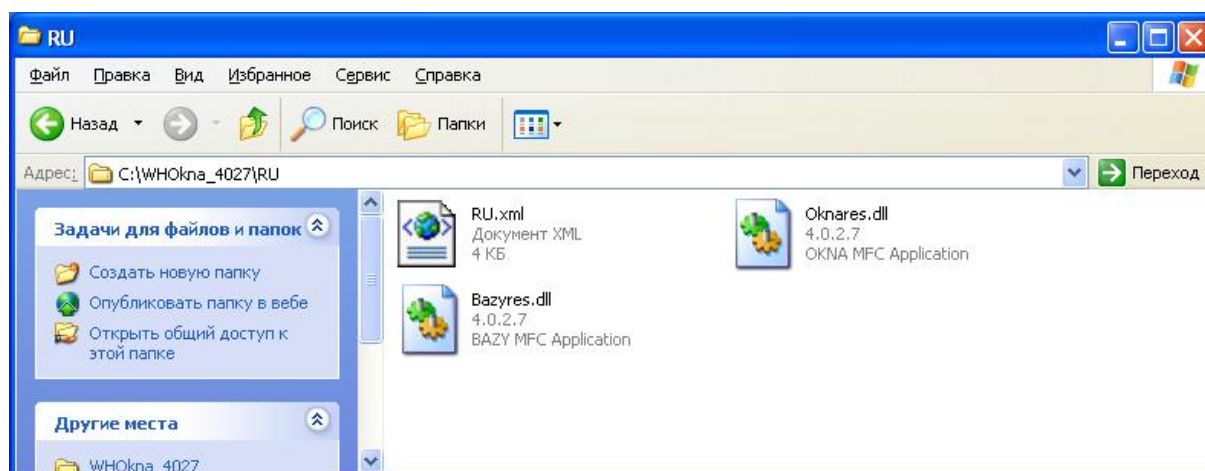 RU
Файл Правка Вид Избранное Сервис Справка
Назад Поиск Папки
Адрес: C:\WHOkna_4027\RU Переход
Задачи для файлов и папок
Создать новую папку
Опубликовать папку в вебе
Открыть общий доступ к
этой папке
Другие места
WHOkna_4027
RU.xml
Документ XML
4 КБ
Oknares.dll
4.0.2.7
OKNA MFC Application
Bazyres.dll
4.0.2.7
BAZY MFC Application